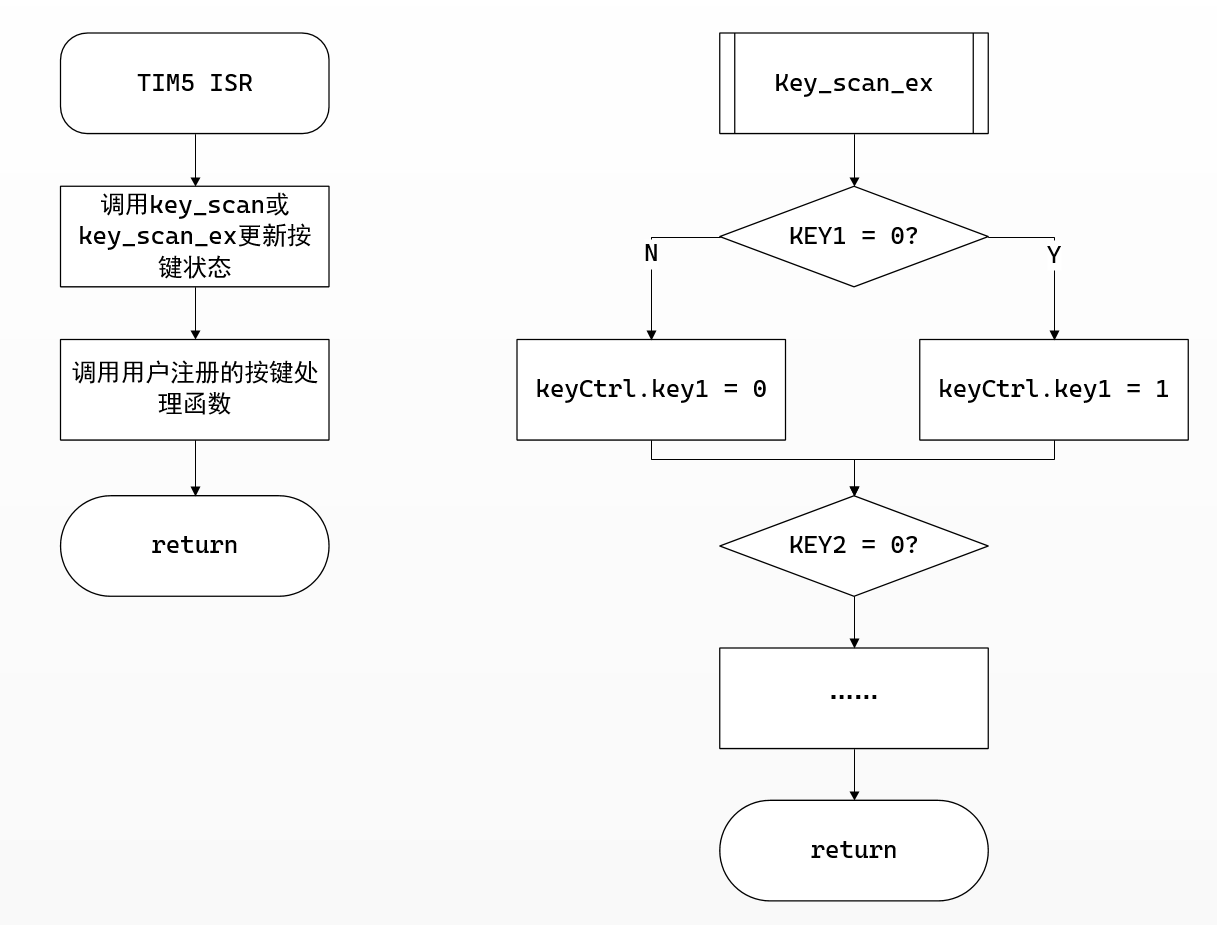 TIM5 ISR
调用key_scan或
key_scan_ex更新按
键状态
调用用户注册的按键处
理函数
return
Key_scan_ex
KEY1 = 0?
N
Y
keyCtrl.key1 = 0
keyCtrl.key1 = 1
KEY2 = 0?
……
return